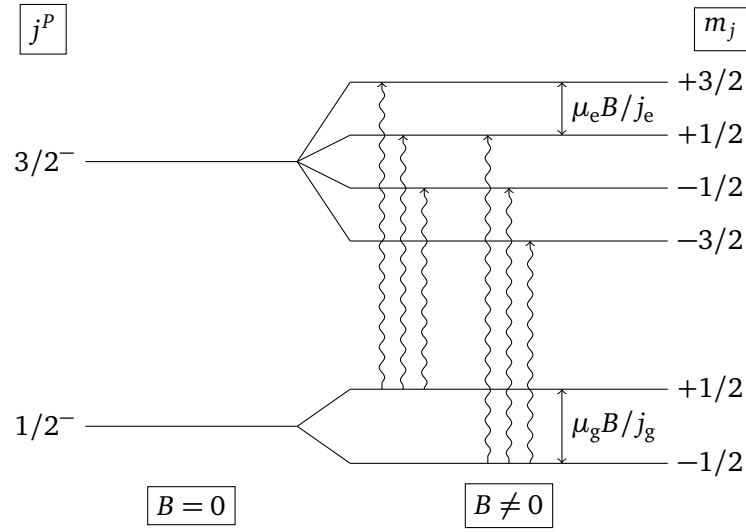 j^P
m_j
+3/2
μ_e B/j_e
+1/2
3/2⁻
−1/2
−3/2
+1/2
1/2⁻
μ_g B/j_g
−1/2
B = 0
B ≠ 0